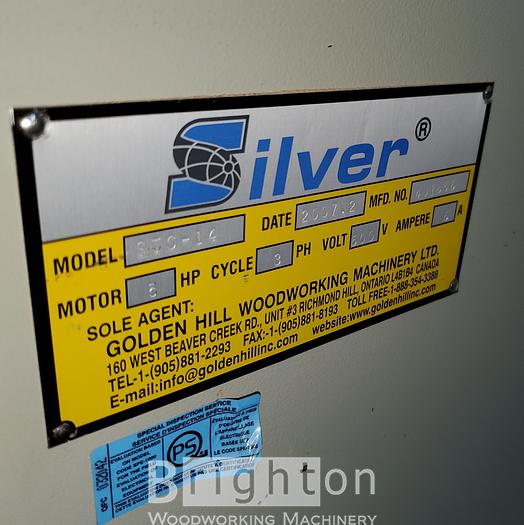 Silver®
MODEL DATE 2007.2 MFD. NO.
MOTOR HP CYCLE 3 PH VOLT V AMPERE A
SOLE AGENT:
GOLDEN HILL WOODWORKING MACHINERY LTD.
160 WEST BEAVER CREEK RD., UNIT #3 RICHMOND HILL, ONTARIO L4B1B4 CANADA
TEL-1-(905)881-2293 FAX:-1-(905)881-8193 TOLL FREE-1-888-354-3388
E-mail:info@goldenhillinc.com website:www.goldenhillinc.com
SPECIAL INSPECTION SERVICE
SERVICE D'INSPECTION SPÉCIALE
PS
OFC 032042
Brighton
WOODWORKING MACHINERY